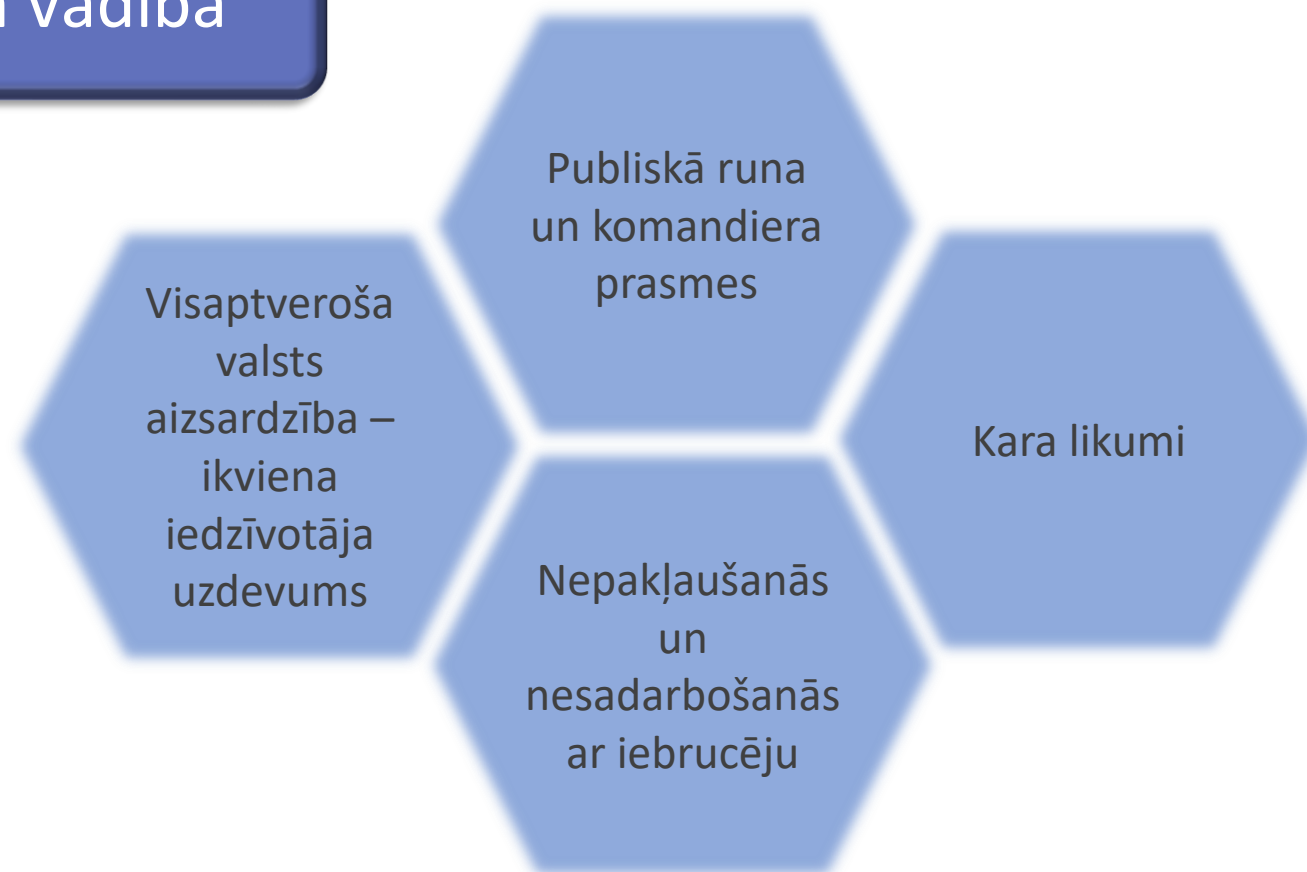 vadība
Publiskā runa
un komandiera
prasmes
Visaptveroša
valsts
aizsardzība –
ikviena
iedzīvotāja
uzdevums
Kara likumi
Nepakļaušanās
un
nesadarbošanās
ar iebrucēju